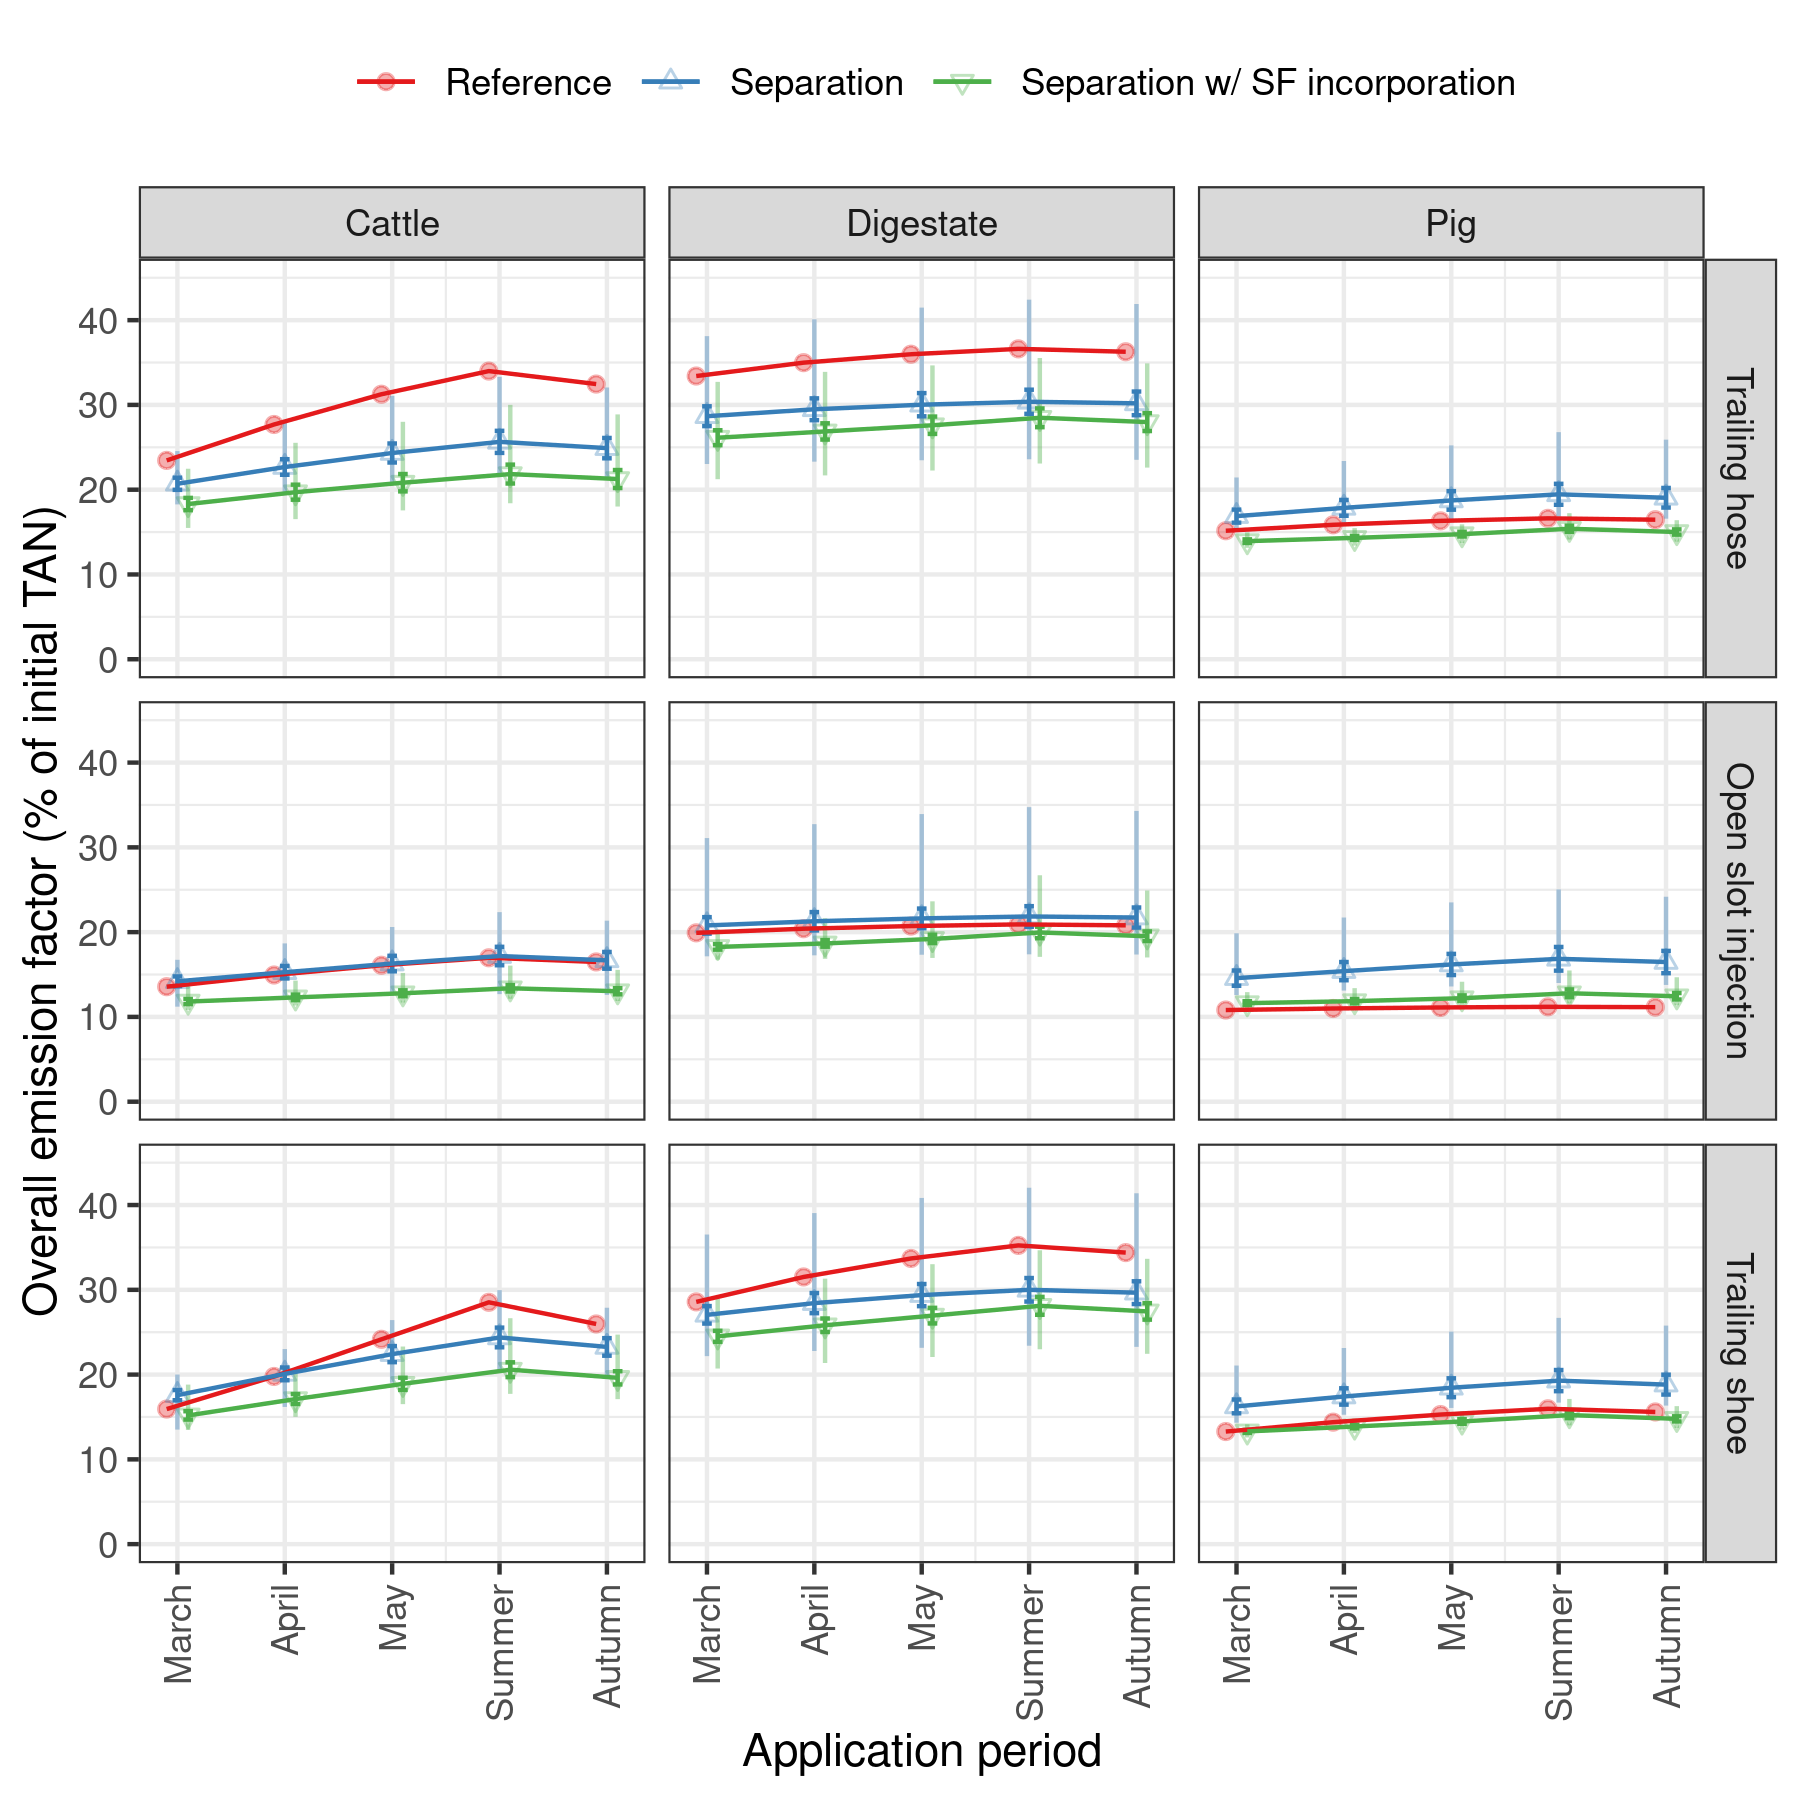 Reference Separation Separation w/ SF incorporation
Cattle Digestate Pig
Overall emission factor (% of initial TAN)
40
30
20
10
0
Trailing hose
40
30
20
10
0
Open slot injection
40
30
20
10
0
Trailing shoe
March April May Summer Autumn March April May Summer Autumn March April May Summer Autumn
Application period